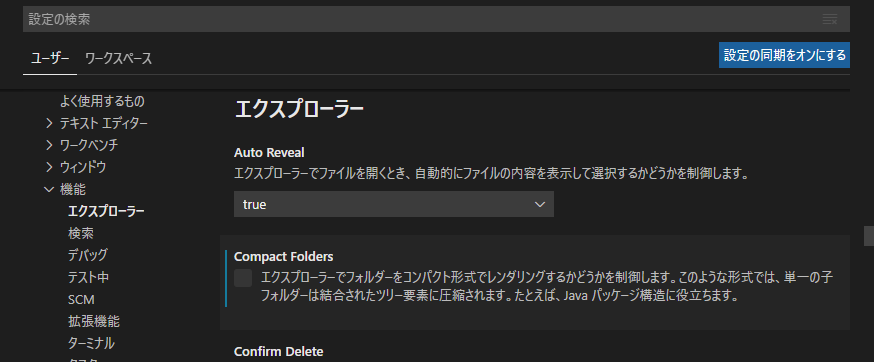 設定の検索
ユーザー ワークスペース
設定の同期をオンにする
よく使用するもの
テキスト エディター
ワークベンチ
ウィンドウ
機能
エクスプローラー
検索
デバッグ
テスト中
SCM
拡張機能
ターミナル
エクスプローラー
Auto Reveal
エクスプローラーでファイルを開くとき、自動的にファイルの内容を表示して選択するかどうかを制御します。
true
Compact Folders
エクスプローラーでフォルダーをコンパクト形式でレンダリングするかどうかを制御します。このような形式では、単一の子
フォルダーは結合されたツリー要素に圧縮されます。たとえば、Java パッケージ構造に役立ちます。
Confirm Delete